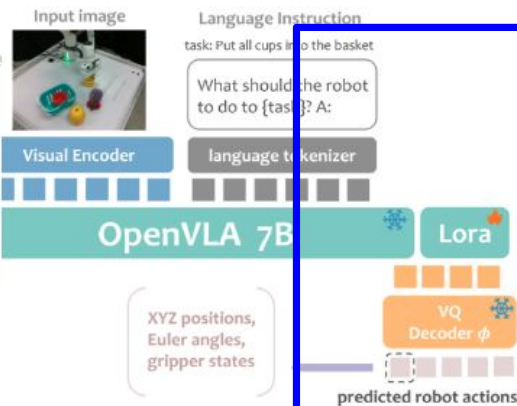 Input image
Language Instruction
task: Put all cups into the basket
What should the robot
to do to {task}? A:
Visual Encoder
language tokenizer
OpenVLA 7B
Lora
VQ
Decoder ϕ
XYZ positions,
Euler angles,
gripper states
predicted robot actions